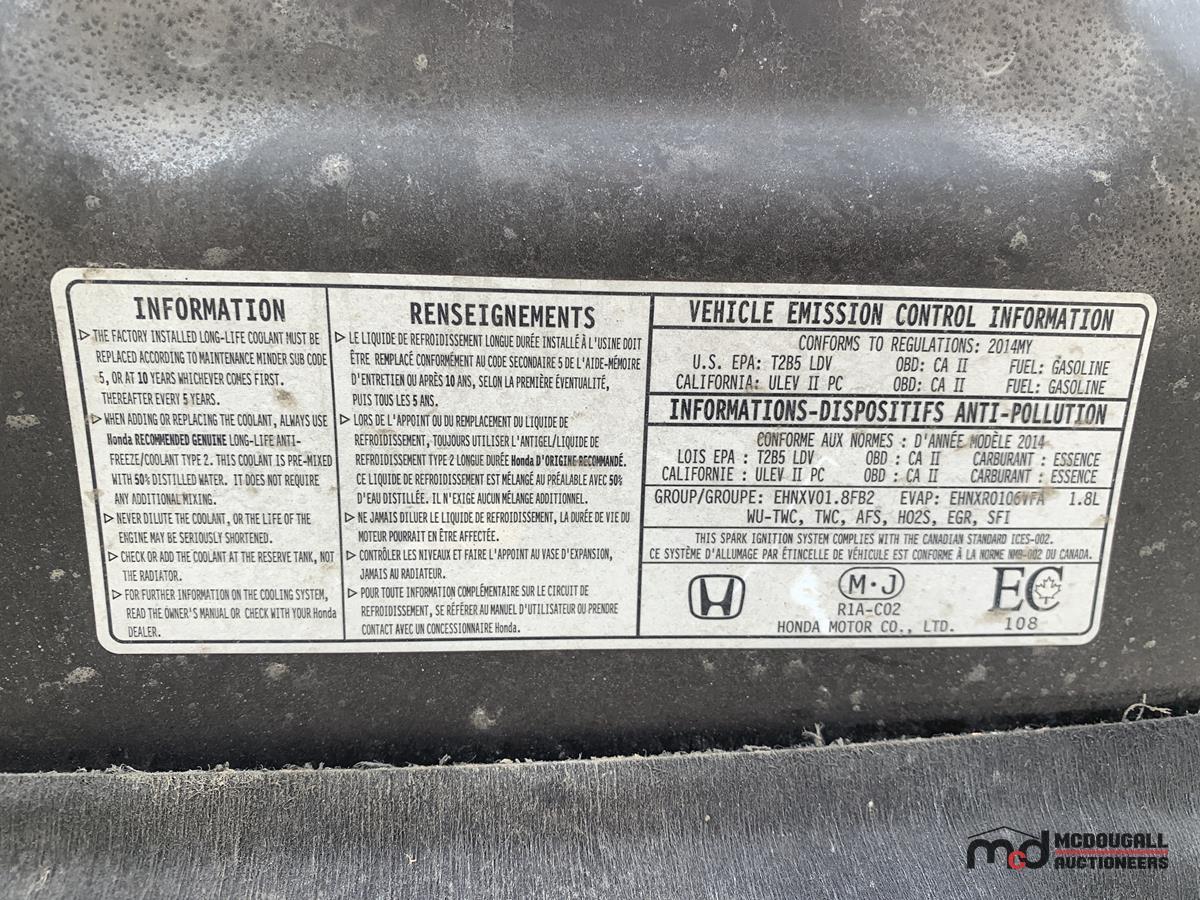 INFORMATION
THE FACTORY INSTALLED LONG-LIFE COOLANT MUST BE
REPLACED ACCORDING TO MAINTENANCE MINDER SUB CODE
5, OR AT 10 YEARS WHICHEVER COMES FIRST.
THEREAFTER EVERY 5 YEARS.
WHEN ADDING OR REPLACING THE COOLANT, ALWAYS USE
Honda RECOMMENDED GENUINE LONG-LIFE ANTI-
FREEZE/COOLANT TYPE 2. THIS COOLANT IS PRE-MIXED
WITH 50% DISTILLED WATER. IT DOES NOT REQUIRE
ANY ADDITIONAL MIXING.
NEVER DILUTE THE COOLANT, OR THE LIFE OF THE
ENGINE MAY BE SERIOUSLY SHORTENED.
CHECK OR ADD THE COOLANT AT THE RESERVE TANK, NOT
THE RADIATOR.
FOR FURTHER INFORMATION ON THE COOLING SYSTEM,
READ THE OWNER'S MANUAL OR CHECK WITH YOUR Honda
DEALER.
RENSEIGNEMENTS
LE LIQUIDE DE REFROIDISSEMENT LONGUE DURÉE INSTALLÉ À L'USINE DOIT
ÊTRE REMPLACÉ CONFORMÉMENT AU CODE SECONDAIRE 5 DE L'AIDE-MÉMOIRE
D'ENTRETIEN OU APRÈS 10 ANS, SELON LA PREMIÈRE ÉVENTUALITÉ,
PUIS TOUS LES 5 ANS.
LORS DE L'APPOINT OU DU REMPLACEMENT DU LIQUIDE DE
REFROIDISSEMENT, TOUJOURS UTILISER L'ANTIGEL/LIQUIDE DE
REFROIDISSEMENT TYPE 2 LONGUE DURÉE Honda D'ORIGINE RECOMMANDÉ.
CE LIQUIDE DE REFROIDISSEMENT EST MÉLANGÉ AU PRÉALABLE AVEC 50%
D'EAU DISTILLÉE. IL N'EXIGE AUCUN MÉLANGE ADDITIONNEL.
NE JAMAIS DILUER LE LIQUIDE DE REFROIDISSEMENT, LA DURÉE DE VIE DU
MOTEUR POURRAIT EN ÊTRE AFFECTÉE.
CONTRÔLER LES NIVEAUX ET FAIRE L'APPOINT AU VASE D'EXPANSION,
JAMAIS AU RADIATEUR.
POUR TOUTE INFORMATION COMPLÉMENTAIRE SUR LE CIRCUIT DE
REFROIDISSEMENT, SE RÉFÉRER AU MANUEL D'UTILISATEUR OU PRENDRE
CONTACT AVEC UN CONCESSIONNAIRE Honda.
VEHICLE EMISSION CONTROL INFORMATION
CONFORMS TO REGULATIONS: 2014MY
U.S. EPA: T2B5 LDV OBD: CA II FUEL: GASOLINE
CALIFORNIA: ULEV II PC OBD: CA II FUEL: GASOLINE
INFORMATIONS-DISPOSITIFS ANTI-POLLUTION
CONFORME AUX NORMES : D'ANNÉE MODÈLE 2014
LOIS EPA : T2B5 LDV OBD : CA II CARBURANT : ESSENCE
CALIFORNIE : ULEV II PC OBD : CA II CARBURANT : ESSENCE
GROUP/GROUPE: EHNXV01.8FB2 EVAP: EHNXR0106VFA 1.8L
WU-TWC, TWC, AFS, HO2S, EGR, SFI
THIS SPARK IGNITION SYSTEM COMPLIES WITH THE CANADIAN STANDARD ICES-002.
CE SYSTÈME D'ALLUMAGE PAR ÉTINCELLE DE VÉHICULE EST CONFORME À LA NORME NMB-002 DU CANADA.
M·J
R1A-C02
HONDA MOTOR CO., LTD.
EC
108
mcd MCDOUGALL
AUCTIONEERS